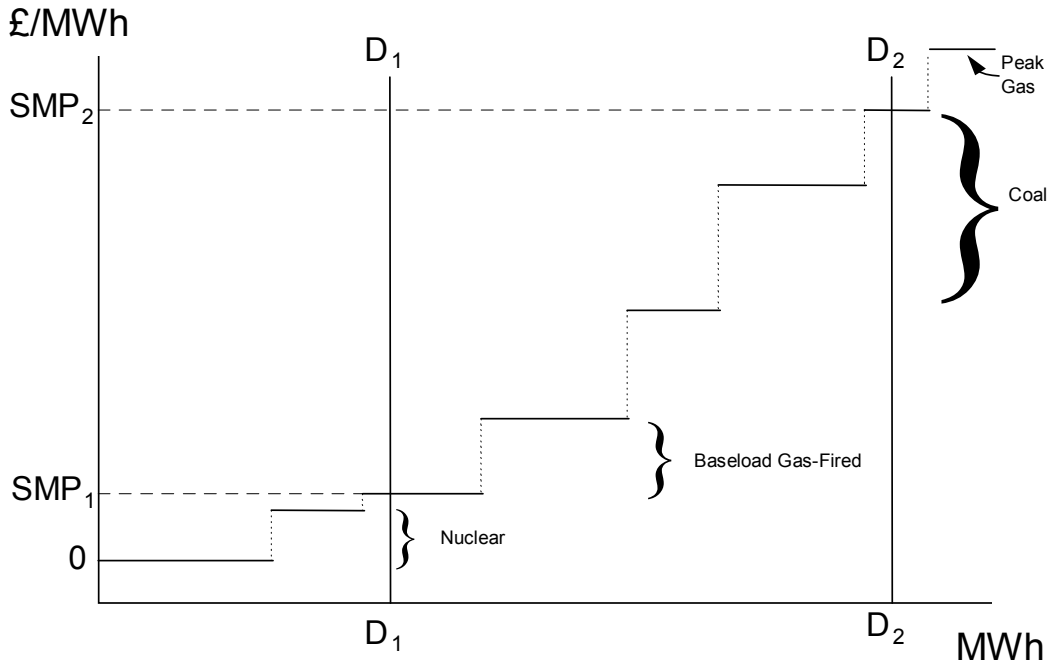 £/MWh
D1
D2
Peak
Gas
SMP2
Coal
Baseload Gas-Fired
SMP1
Nuclear
0
D1
D2
MWh